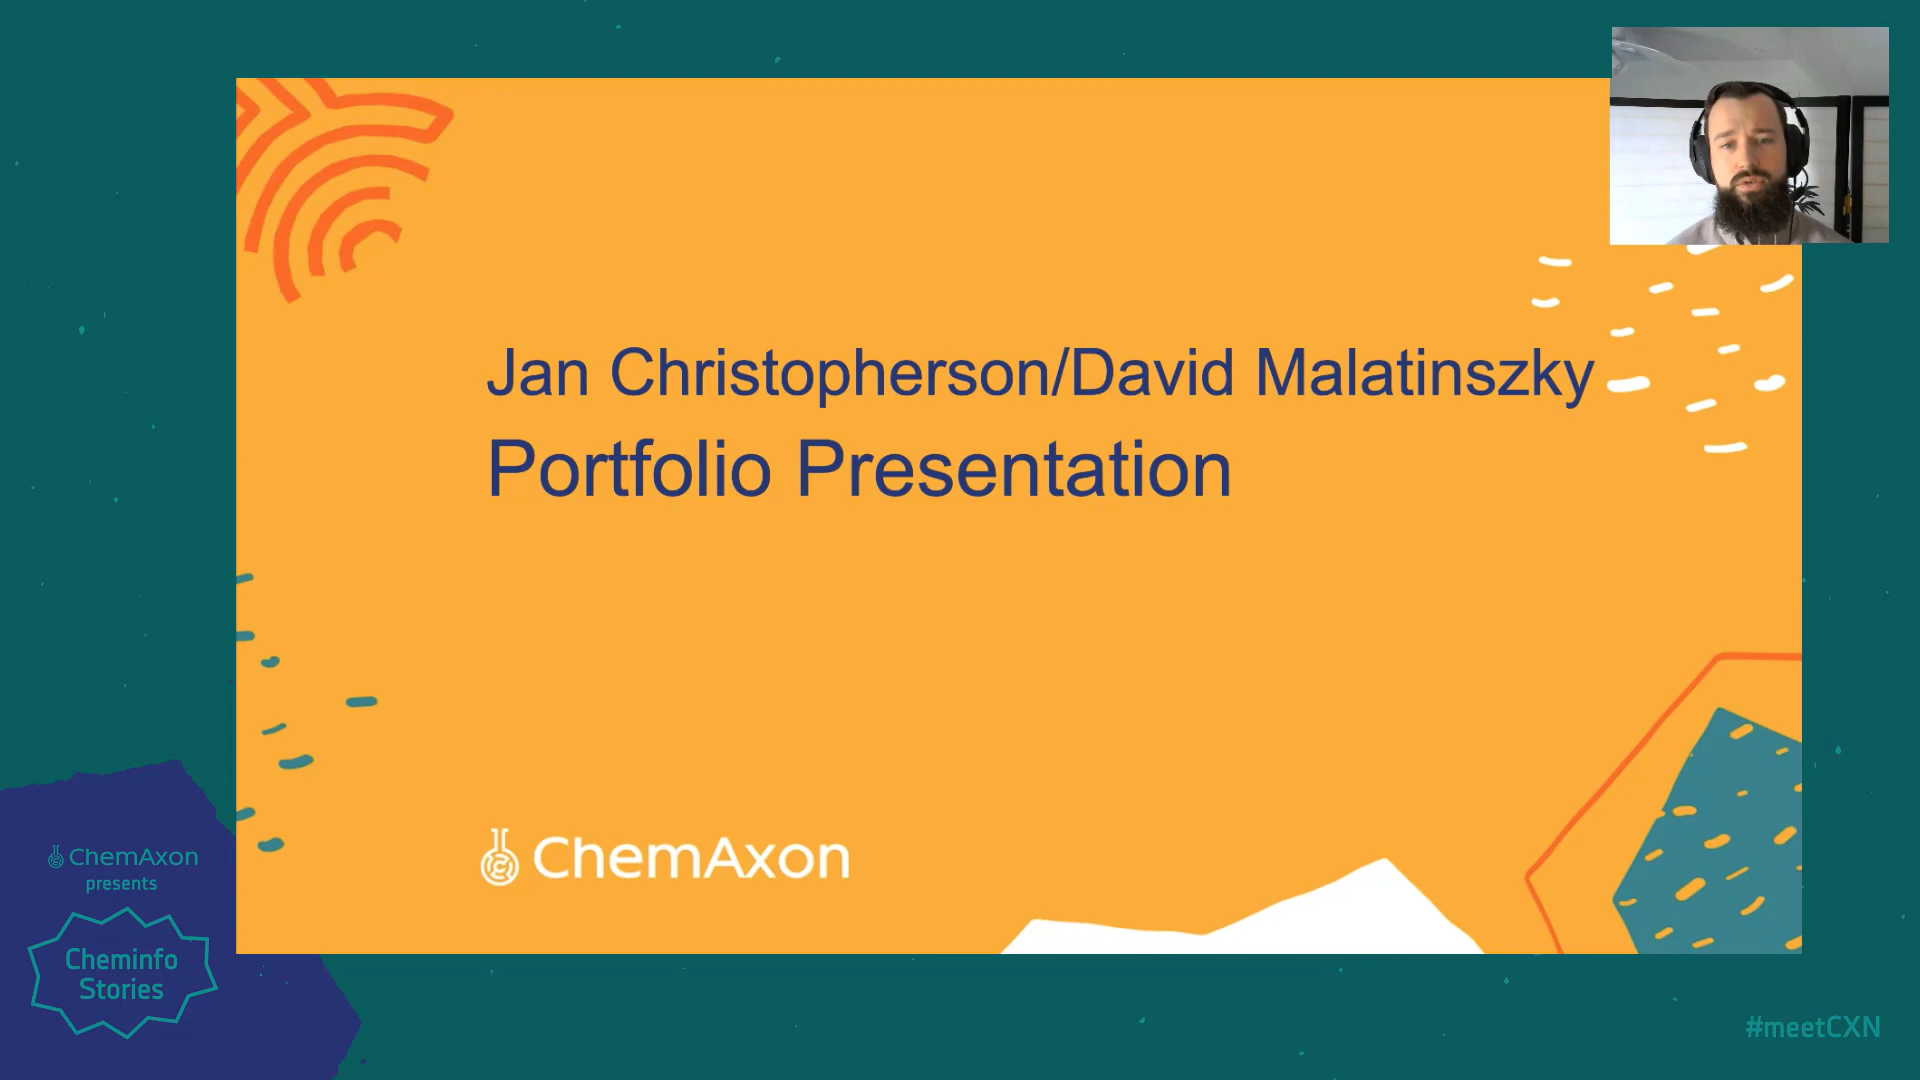 Jan Christopherson/David Malatinszky
Portfolio Presentation
ChemAxon
ChemAxon
presents
Cheminfo
Stories
#meetCXN